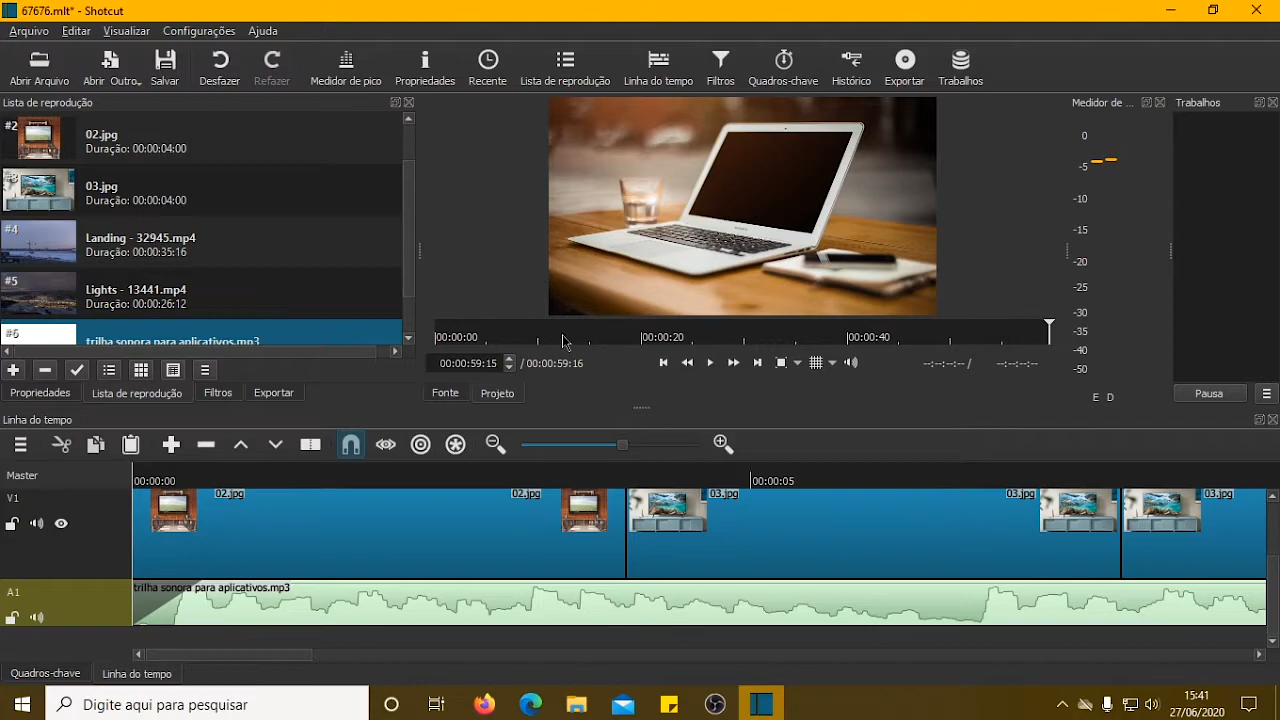 67676.mlt* - Shotcut
Arquivo Editar Visualizar Configurações Ajuda
Abrir Arquivo Abrir Outro... Salvar Desfazer Refazer Medidor de pico Propriedades Recente Lista de reprodução Linha do tempo Filtros Quadros-chave Histórico Exportar Trabalhos
Lista de reprodução
#2 02.jpg
Duração: 00:00:04:00
03.jpg
Duração: 00:00:04:00
#4 Landing - 32945.mp4
Duração: 00:00:35:16
#5 Lights - 13441.mp4
Duração: 00:00:26:12
#6 trilha sonora para aplicativos.mp3
Propriedades Lista de reprodução Filtros Exportar
00:00:00 00:00:20 00:00:40
00:00:59:15 / 00:00:59:16 --:--:--:-- / --:--:--:--
Fonte Projeto
Medidor de ...
0
-5
-10
-15
-20
-25
-30
-35
-40
-50
E D
Trabalhos
Pausa
Linha do tempo
Master 00:00:00 00:00:05
V1 02.jpg 02.jpg 03.jpg 03.jpg 03.jpg
A1 trilha sonora para aplicativos.mp3
Quadros-chave Linha do tempo
Digite aqui para pesquisar
15:41
27/06/2020